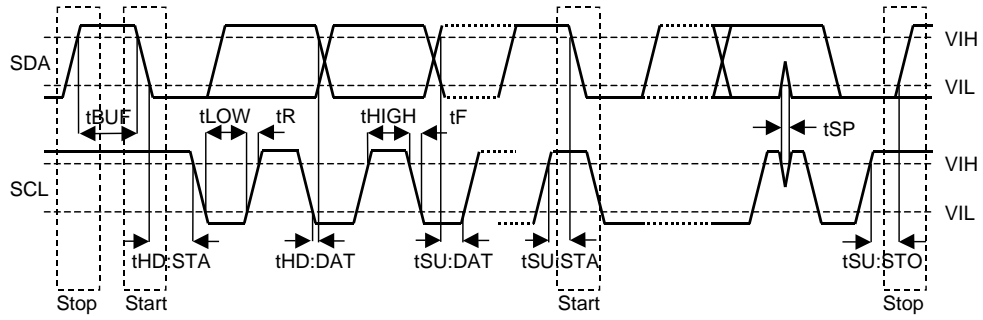 VIH
SDA
VIL
tBUF
tLOW
tR
tHIGH
tF
tSP
VIH
SCL
VIL
tHD:STA
tHD:DAT
tSU:DAT
tSU:STA
tSU:STO
Stop
Start
Start
Stop